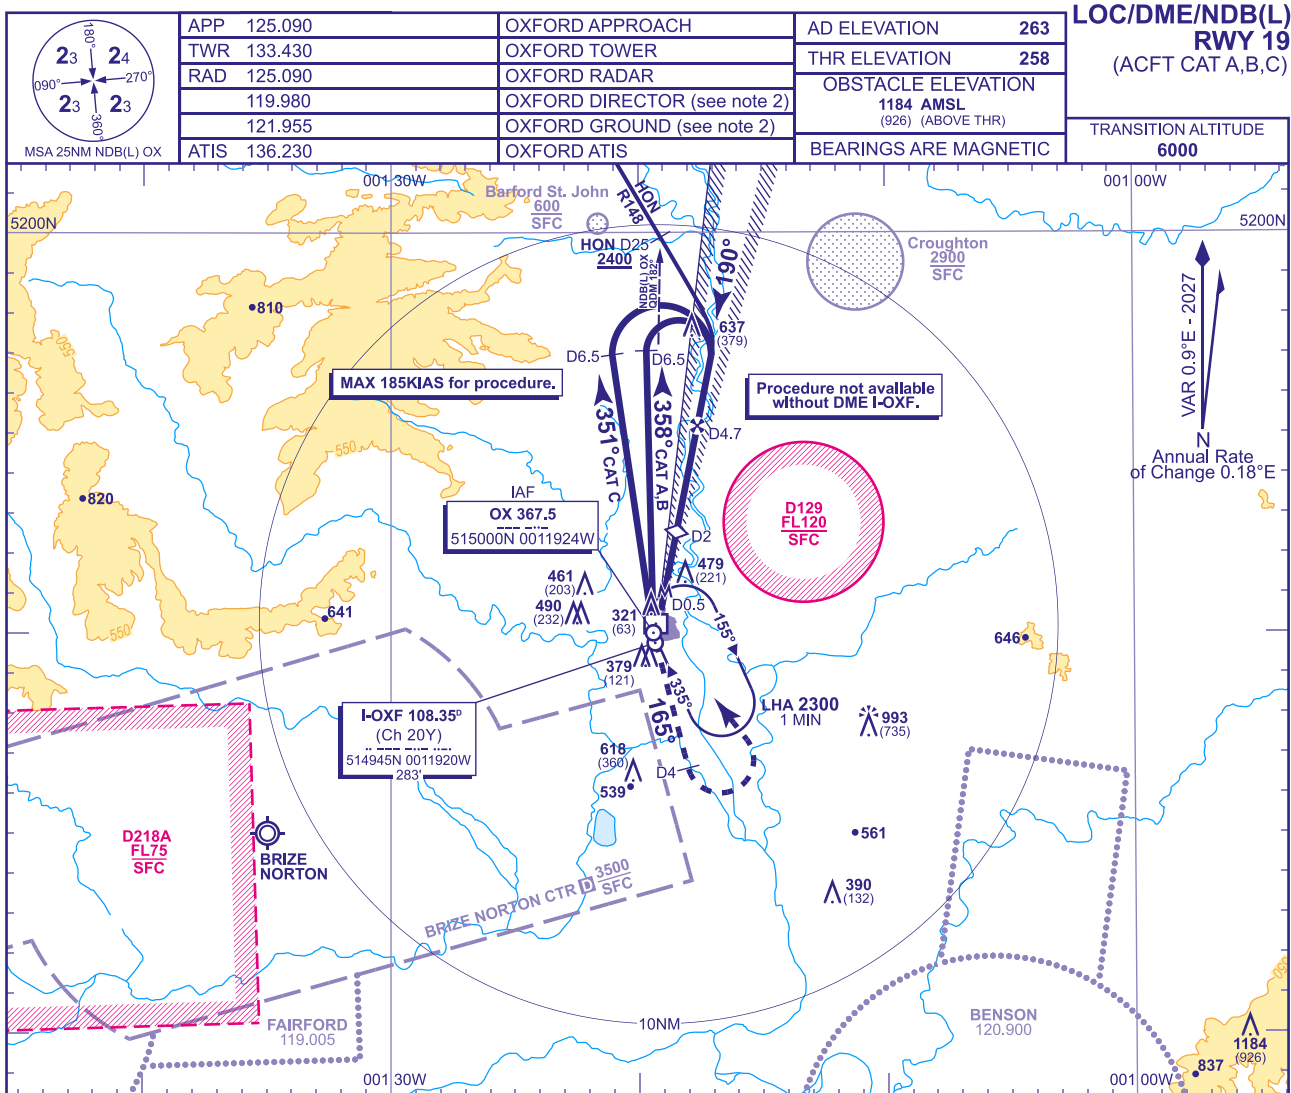 LOC/DME/NDB(L)
RWY 19
(ACFT CAT A,B,C)
TRANSITION ALTITUDE
6000
180°
270°
360°
090°
23
24
23
23
MSA 25NM NDB(L) OX
APP 125.090 OXFORD APPROACH
TWR 133.430 OXFORD TOWER
RAD 125.090 OXFORD RADAR
119.980 OXFORD DIRECTOR (see note 2)
121.955 OXFORD GROUND (see note 2)
ATIS 136.230 OXFORD ATIS
AD ELEVATION 263
THR ELEVATION 258
OBSTACLE ELEVATION
1184 AMSL
(926) (ABOVE THR)
BEARINGS ARE MAGNETIC
001'30W
001'00W
5200N
5200N
Barford St. John
600
SFC
HON
R148
HON D25
2400
NDB(L) OX
QDM 182°
190°
Croughton
2900
SFC
810
637
(379)
D6.5
D6.5
550
MAX 185KIAS for procedure.
Procedure not available
without DME I-OXF.
VAR 0.9°E - 2027
N
Annual Rate
of Change 0.18°E
351° CAT C
358° CAT A,B
D4.7
550
820
IAF
OX 367.5
515000N 0011924W
D129
FL120
SFC
D2
479
(221)
461
(203)
490
(232)
D0.5
321
(63)
641
550
646
379
(121)
155°
335°
165°
LHA 2300
1 MIN
993
(735)
I-OXF 108.35D
(Ch 20Y)
514945N 0011920W
283'
618
(360)
D4
539
D218A
FL75
SFC
BRIZE
NORTON
561
390
(132)
BRIZE NORTON CTR D 3500
SFC
FAIRFORD
119.005
10NM
BENSON
120.900
550
1184
(926)
837
001'30W
001'00W